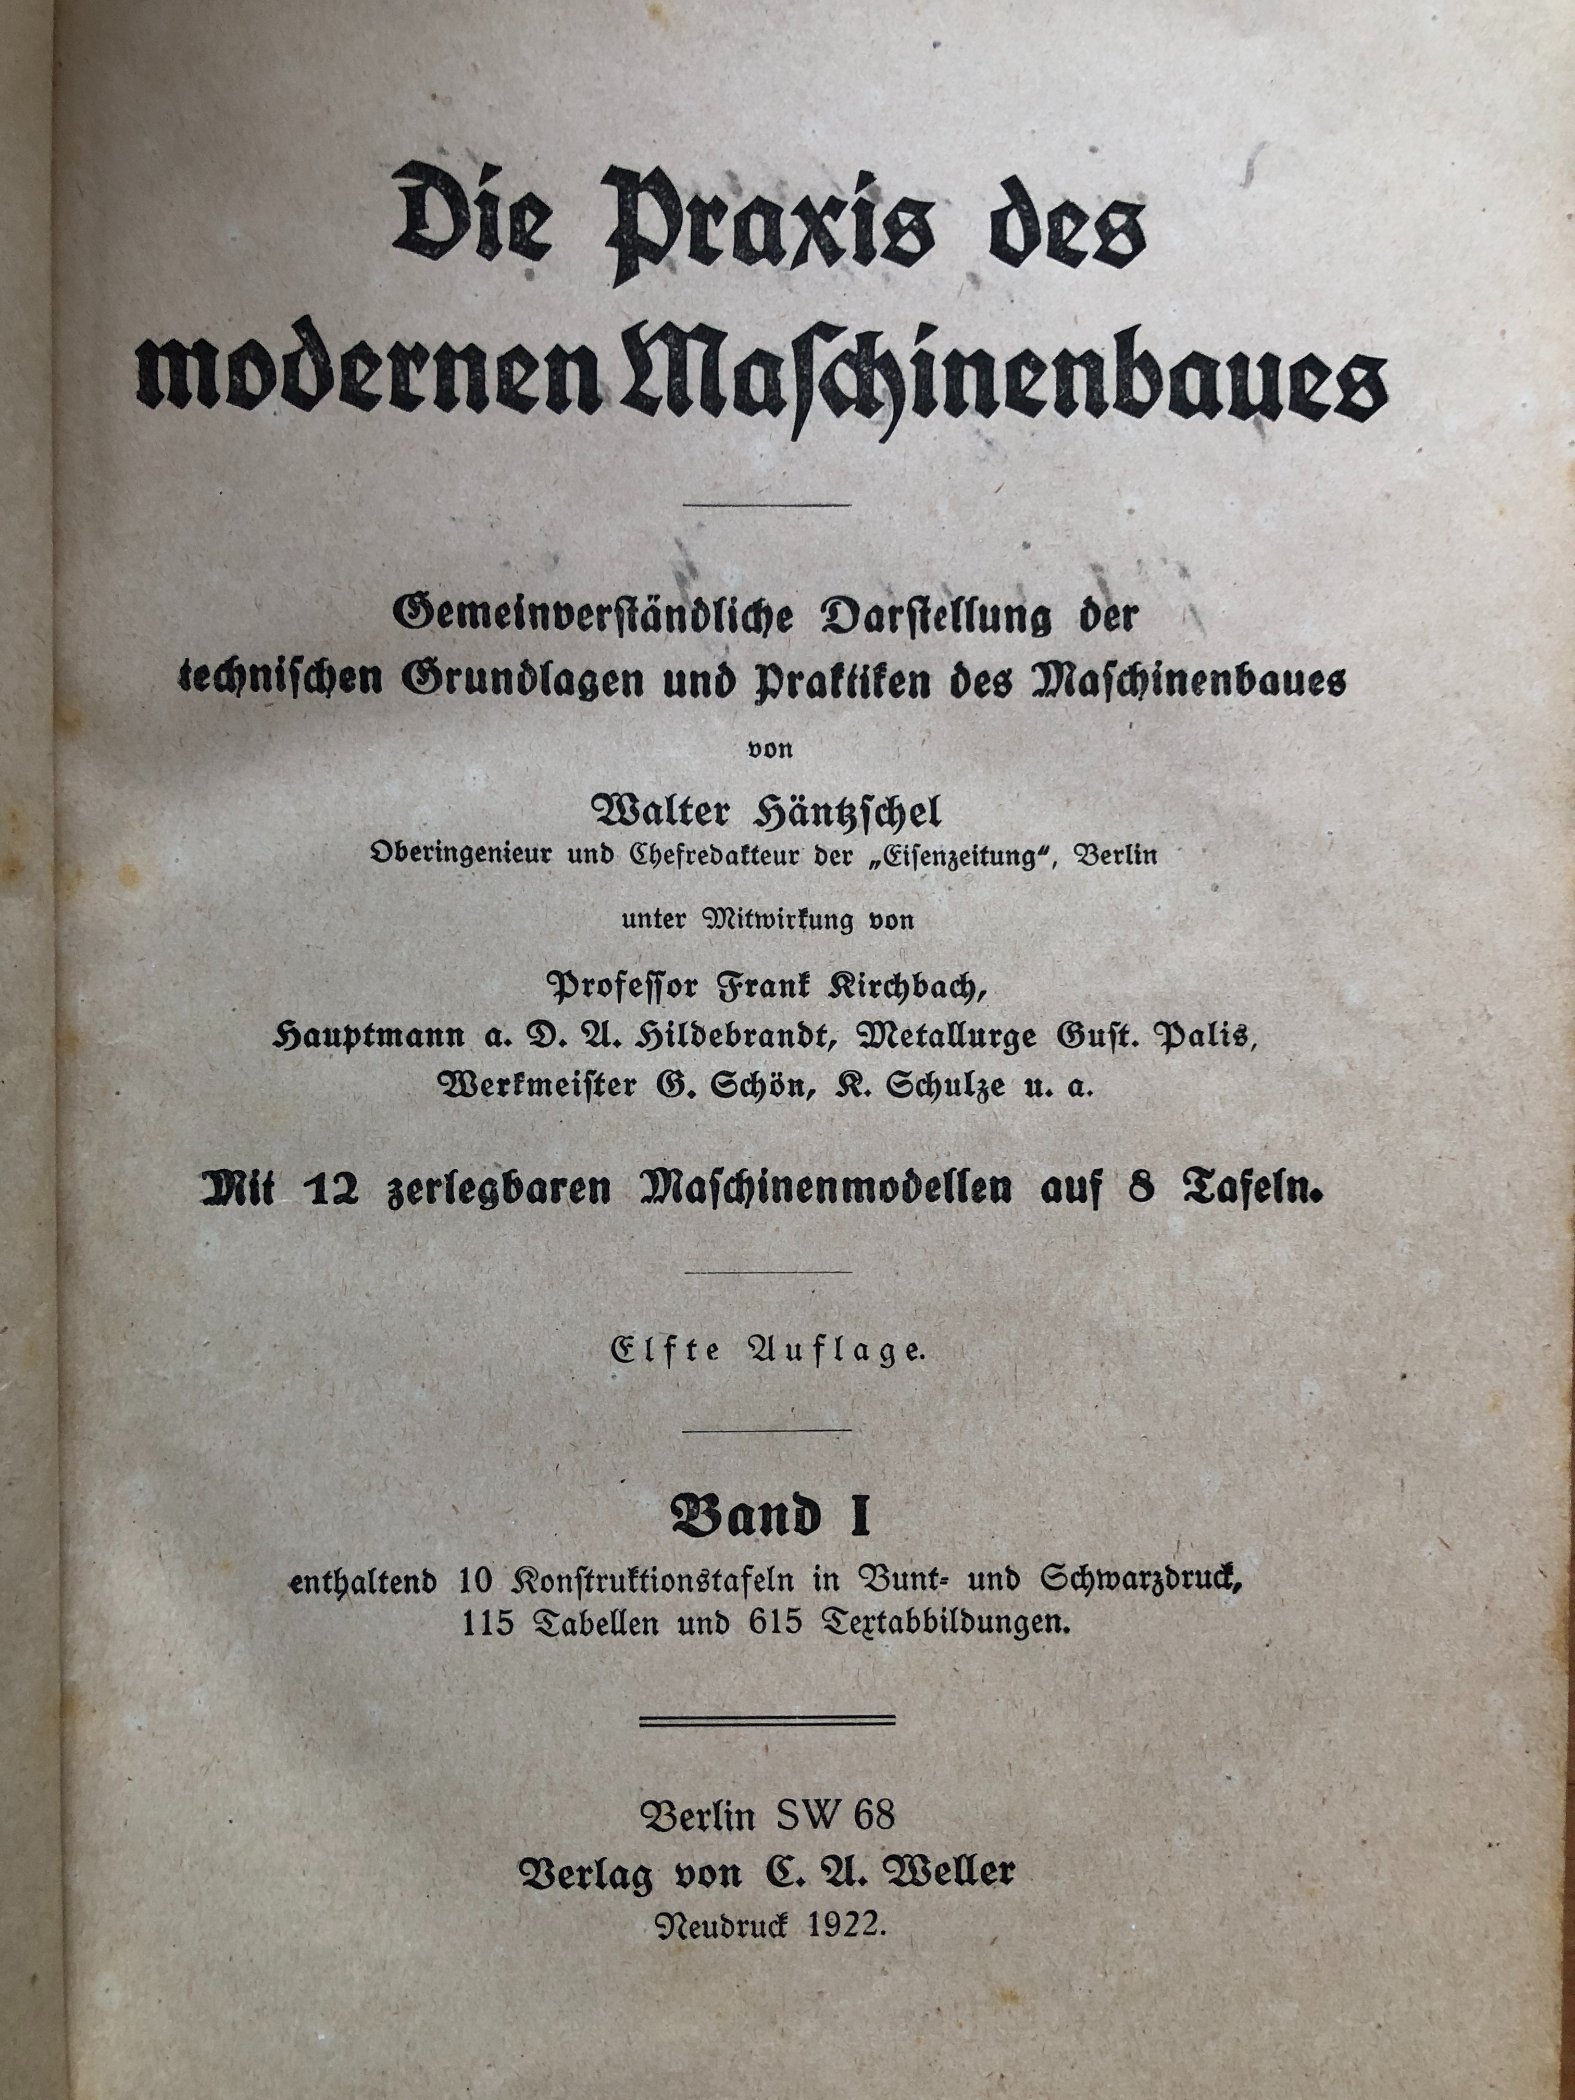 Die Praxis des
modernen Maschinenbaues
Gemeinverständliche Darstellung der
technischen Grundlagen und Praktiken des Maschinenbaues
von
Walter Häntzschel
Oberingenieur und Chefredakteur der „Eisenzeitung“, Berlin
unter Mitwirkung von
Professor Frank Kirchbach,
Hauptmann a. D. A. Hildebrandt, Metallurge Gust. Palis,
Werkmeister G. Schön, K. Schulze u. a.
Mit 12 zerlegbaren Maschinenmodellen auf 8 Tafeln.
Elfte Auflage.
Band I
enthaltend 10 Konstruktionstafeln in Bunt- und Schwarzdruck,
115 Tabellen und 615 Textabbildungen.
Berlin SW 68
Verlag von C. A. Weller
Neudruck 1922.